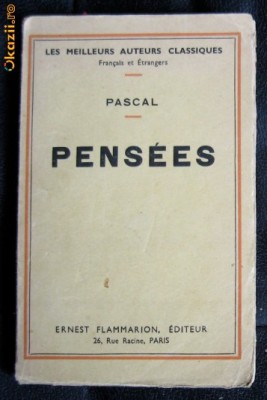 Okazii.ro
LES MEILLEURS AUTEURS CLASSIQUES
Français et Étrangers
PASCAL
PENSÉES
ERNEST FLAMMARION, ÉDITEUR
26, Rue Racine, PARIS